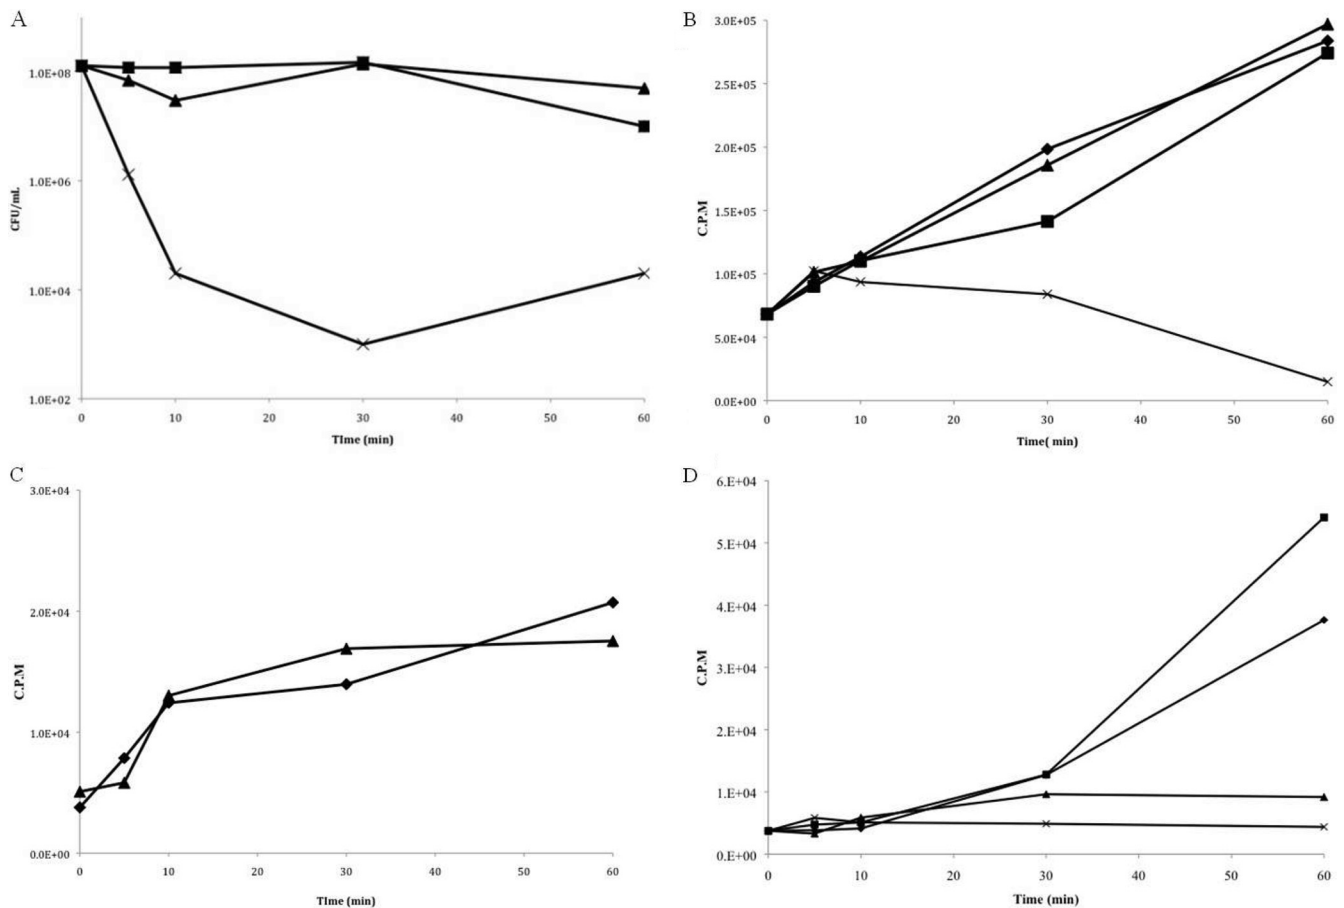 A
1.0E+08
1.0E+06
1.0E+04
1.0E+02
CFU/mL
0 10 20 30 40 50 60
TIme (min)
B
3.0E+05
2.5E+05
2.0E+05
1.5E+05
1.0E+05
5.0E+04
0.0E+00
C.P.M
0 10 20 30 40 50 60
Time( min)
C
3.0E+04
2.0E+04
1.0E+04
0.0E+00
C.P.M
0 10 20 30 40 50 60
TIme (min)
D
6.E+04
5.E+04
4.E+04
3.E+04
2.E+04
1.E+04
0.E+00
C.P.M
0 10 20 30 40 50 60
Time (min)